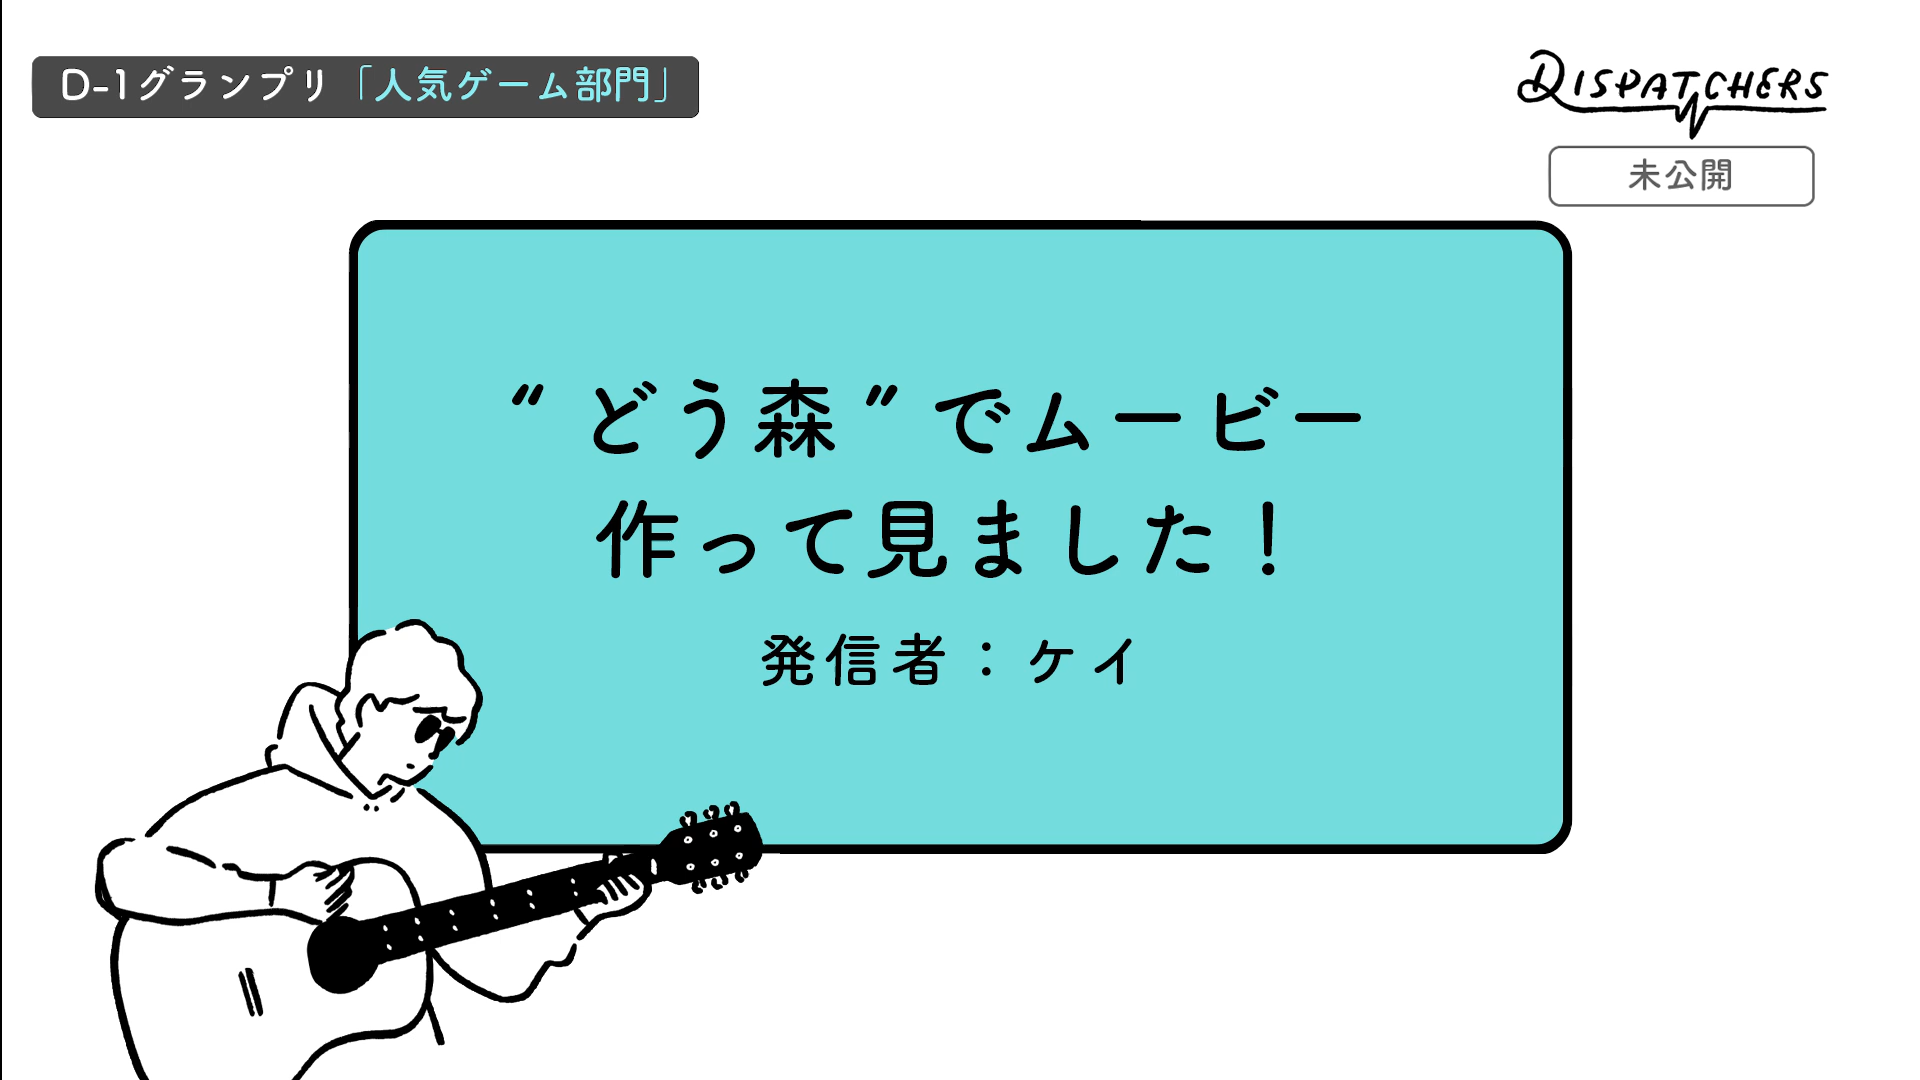 D-1グランプリ「人気ゲーム部門」
DISPATCHERS
未公開
“どう森”でムービー
作って見ました！
発信者：ケイ